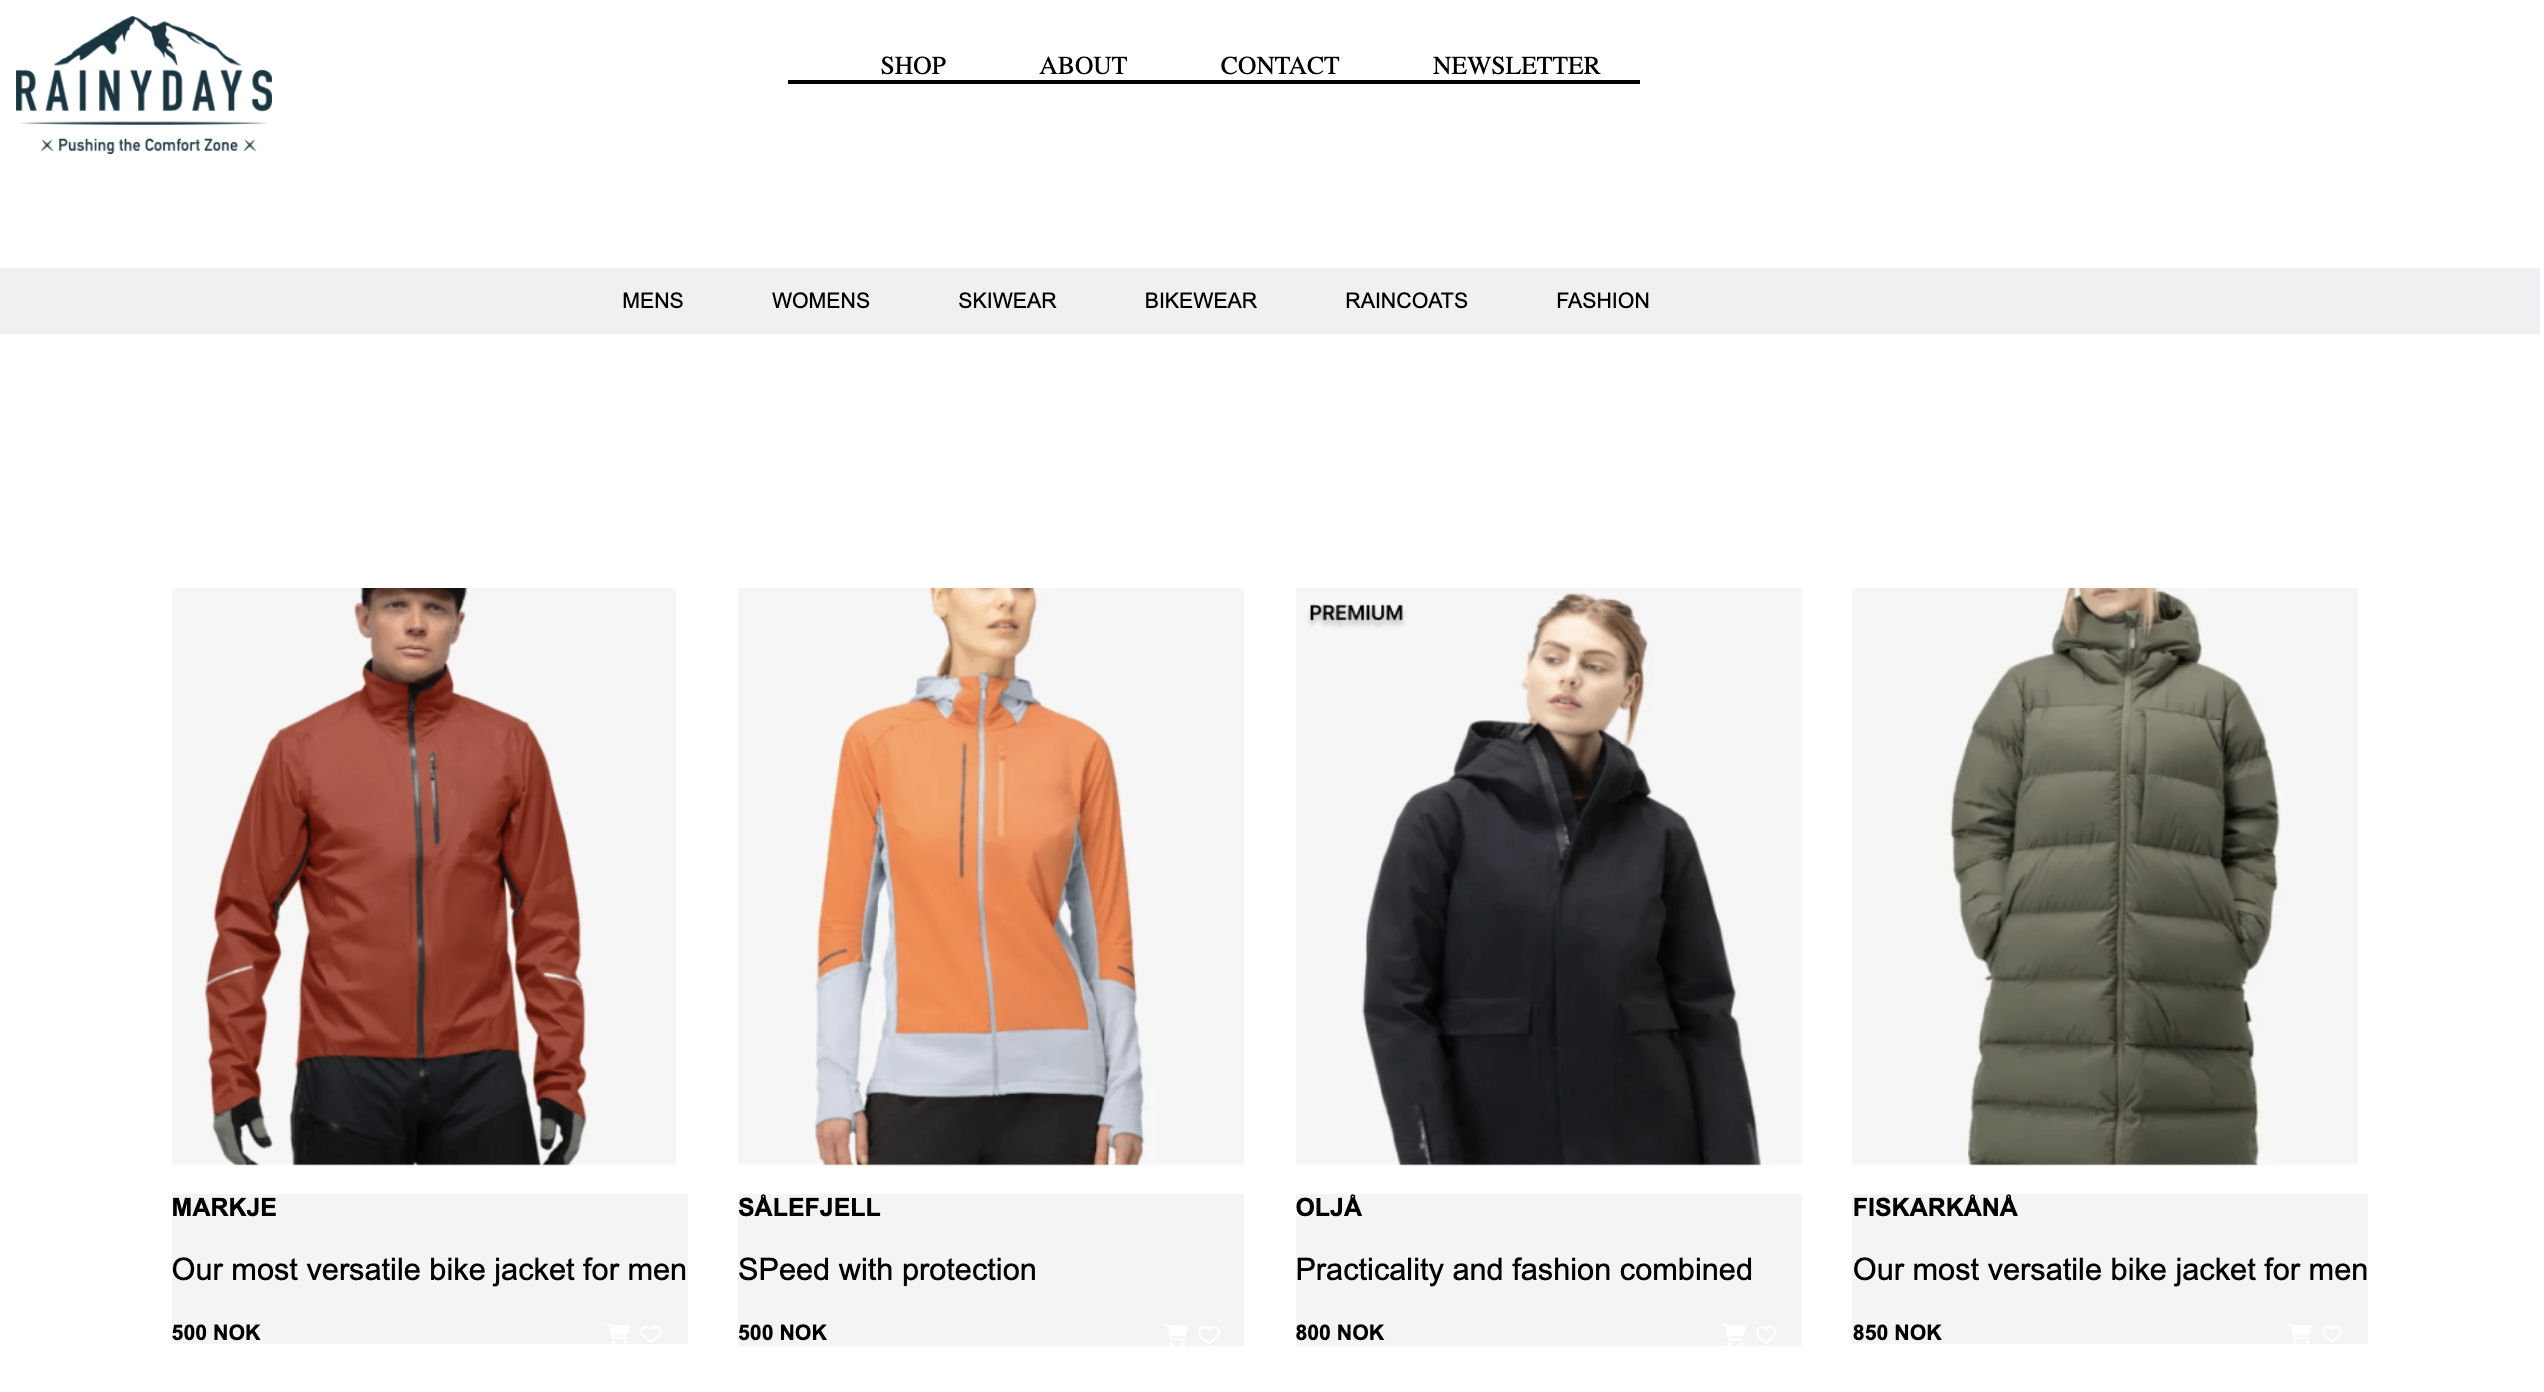 RAINYDAYS
Pushing the Comfort Zone
SHOP ABOUT CONTACT NEWSLETTER
MENS WOMENS SKIWEAR BIKEWEAR RAINCOATS FASHION
PREMIUM
MARKJE
Our most versatile bike jacket for men
500 NOK
SÅLEFJELL
SPeed with protection
500 NOK
OLJÅ
Practicality and fashion combined
800 NOK
FISKARKÅNÅ
Our most versatile bike jacket for men
850 NOK